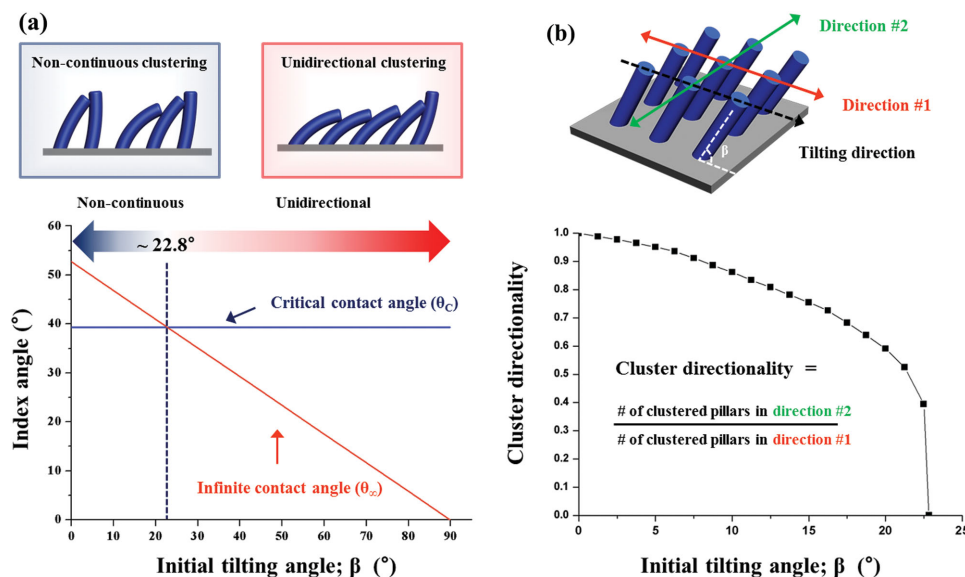 (a)
Non-continuous clustering
Unidirectional clustering
Non-continuous
Unidirectional
~ 22.8°
Critical contact angle (θC)
Infinite contact angle (θ∞)
Index angle (°)
60
50
40
30
20
10
0
0 10 20 30 40 50 60 70 80 90
Initial tilting angle; β (°)
(b)
Direction #2
Direction #1
Tilting direction
β
Cluster directionality
1.0
0.9
0.8
0.7
0.6
0.5
0.4
0.3
0.2
0.1
0.0
Cluster directionality =
# of clustered pillars in direction #2
# of clustered pillars in direction #1
0 5 10 15 20 25
Initial tilting angle; β (°)